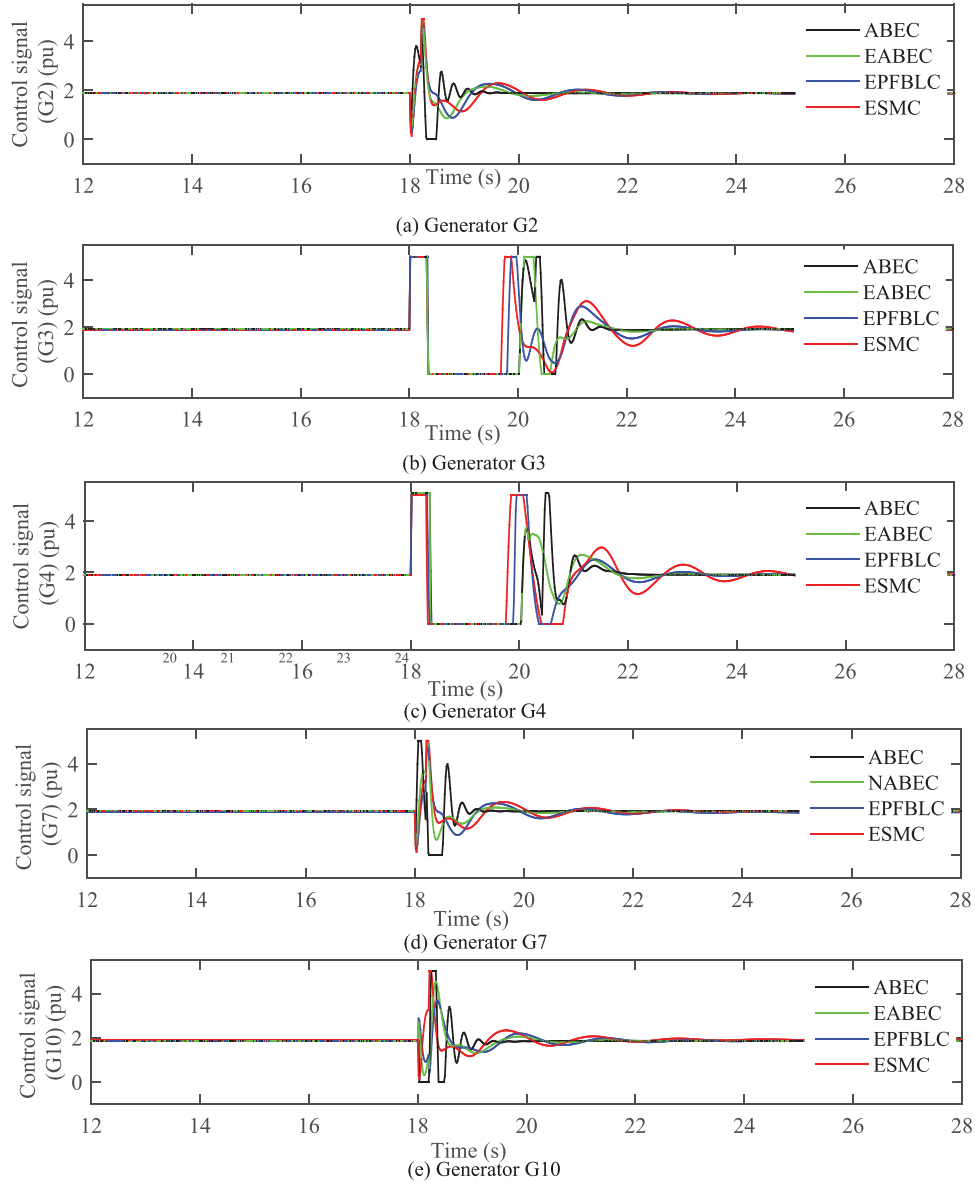 Control signal
(G2) (pu)
4
2
0
ABEC
EABEC
EPFBLC
ESMC
12 14 16 18 20 22 24 26 28
Time (s)
(a) Generator G2
Control signal
(G3) (pu)
4
2
0
ABEC
EABEC
EPFBLC
ESMC
12 14 16 18 20 22 24 26 28
Time (s)
(b) Generator G3
Control signal
(G4) (pu)
4
2
0
ABEC
EABEC
EPFBLC
ESMC
20 21 22 23 24
12 14 16 18 20 22 24 26 28
Time (s)
(c) Generator G4
Control signal
(G7) (pu)
4
2
0
ABEC
NABEC
EPFBLC
ESMC
12 14 16 18 20 22 24 26 28
Time (s)
(d) Generator G7
Control signal
(G10) (pu)
4
2
0
ABEC
EABEC
EPFBLC
ESMC
12 14 16 18 20 22 24 26 28
Time (s)
(e) Generator G10